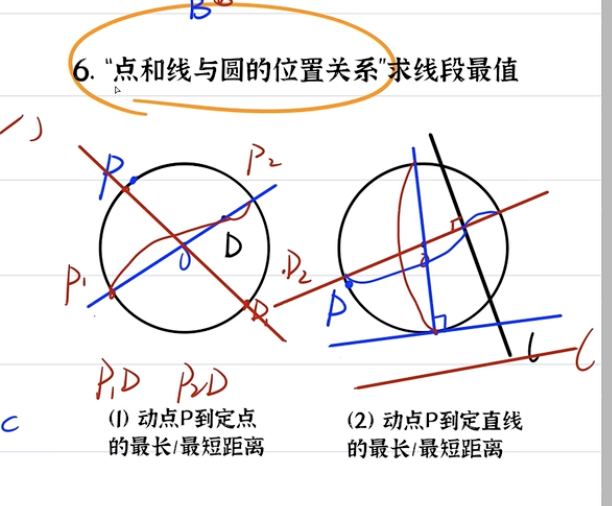 B
6. “点和线与圆的位置关系”求线段最值
P
P2
O
D
P1
D2
P
l
P1D P2D
C
(1) 动点P到定点
的最长/最短距离
(2) 动点P到定直线
的最长/最短距离